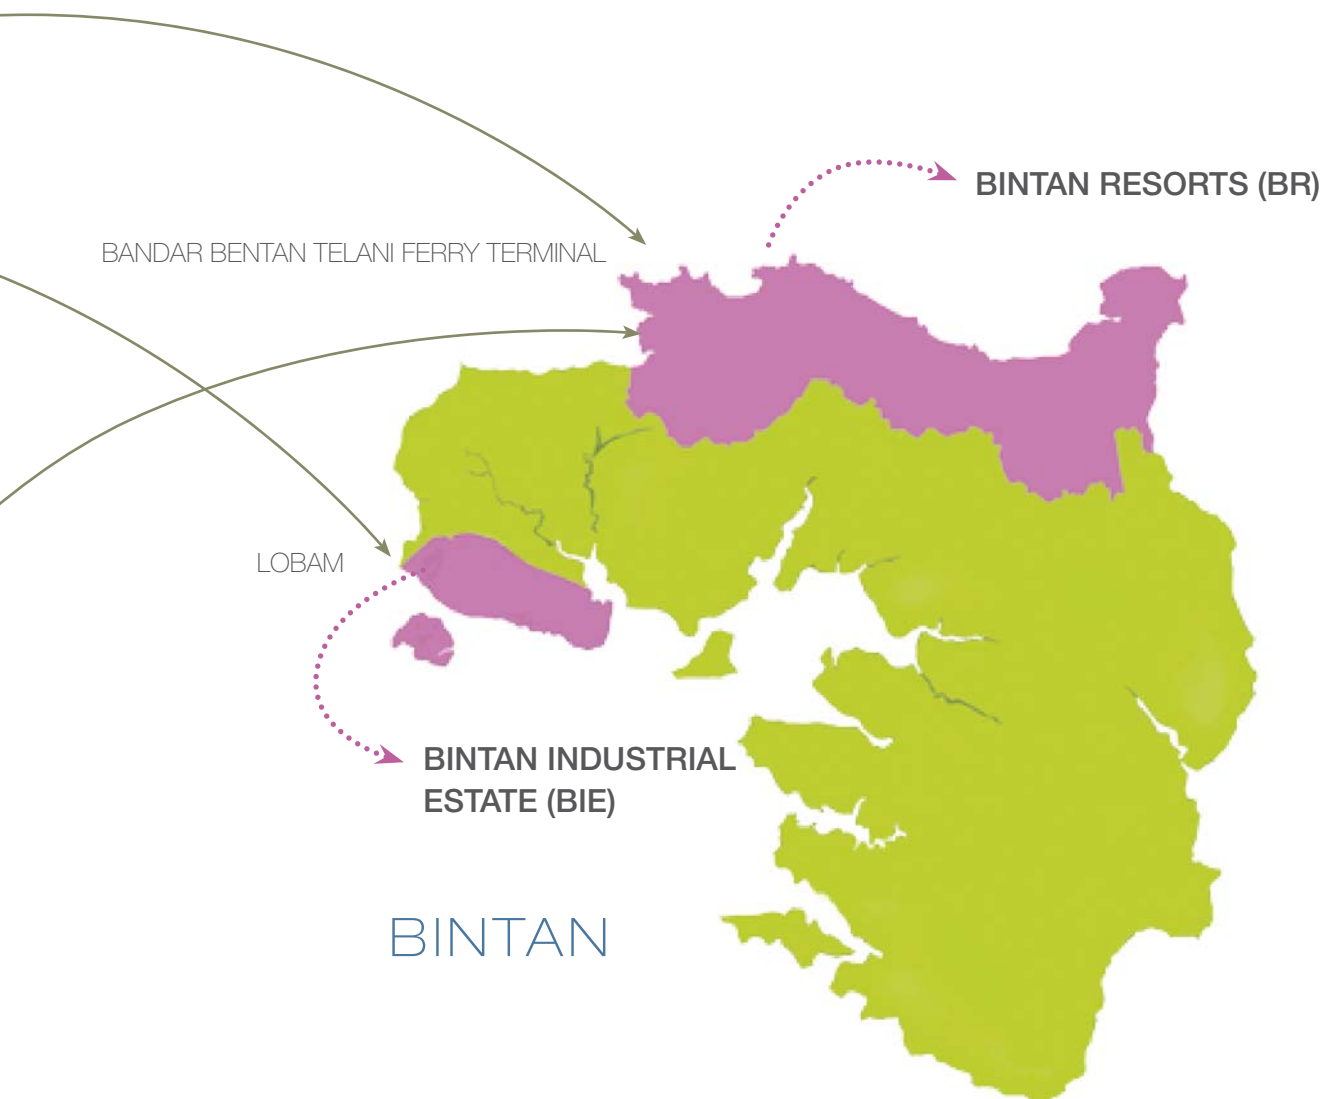 BINTAN RESORTS (BR)
BANDAR BENTAN TELANI FERRY TERMINAL
LOBAM
BINTAN INDUSTRIAL
ESTATE (BIE)
BINTAN